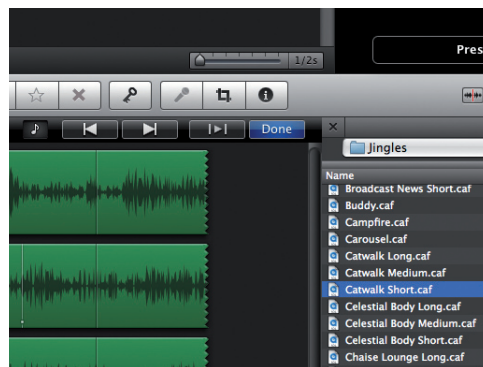 1/2s
Pres
Done
Jingles
Name
Broadcast News Short.caf
Buddy.caf
Campfire.caf
Carousel.caf
Catwalk Long.caf
Catwalk Medium.caf
Catwalk Short.caf
Celestial Body Long.caf
Celestial Body Medium.caf
Celestial Body Short.caf
Chaise Lounge Long.caf